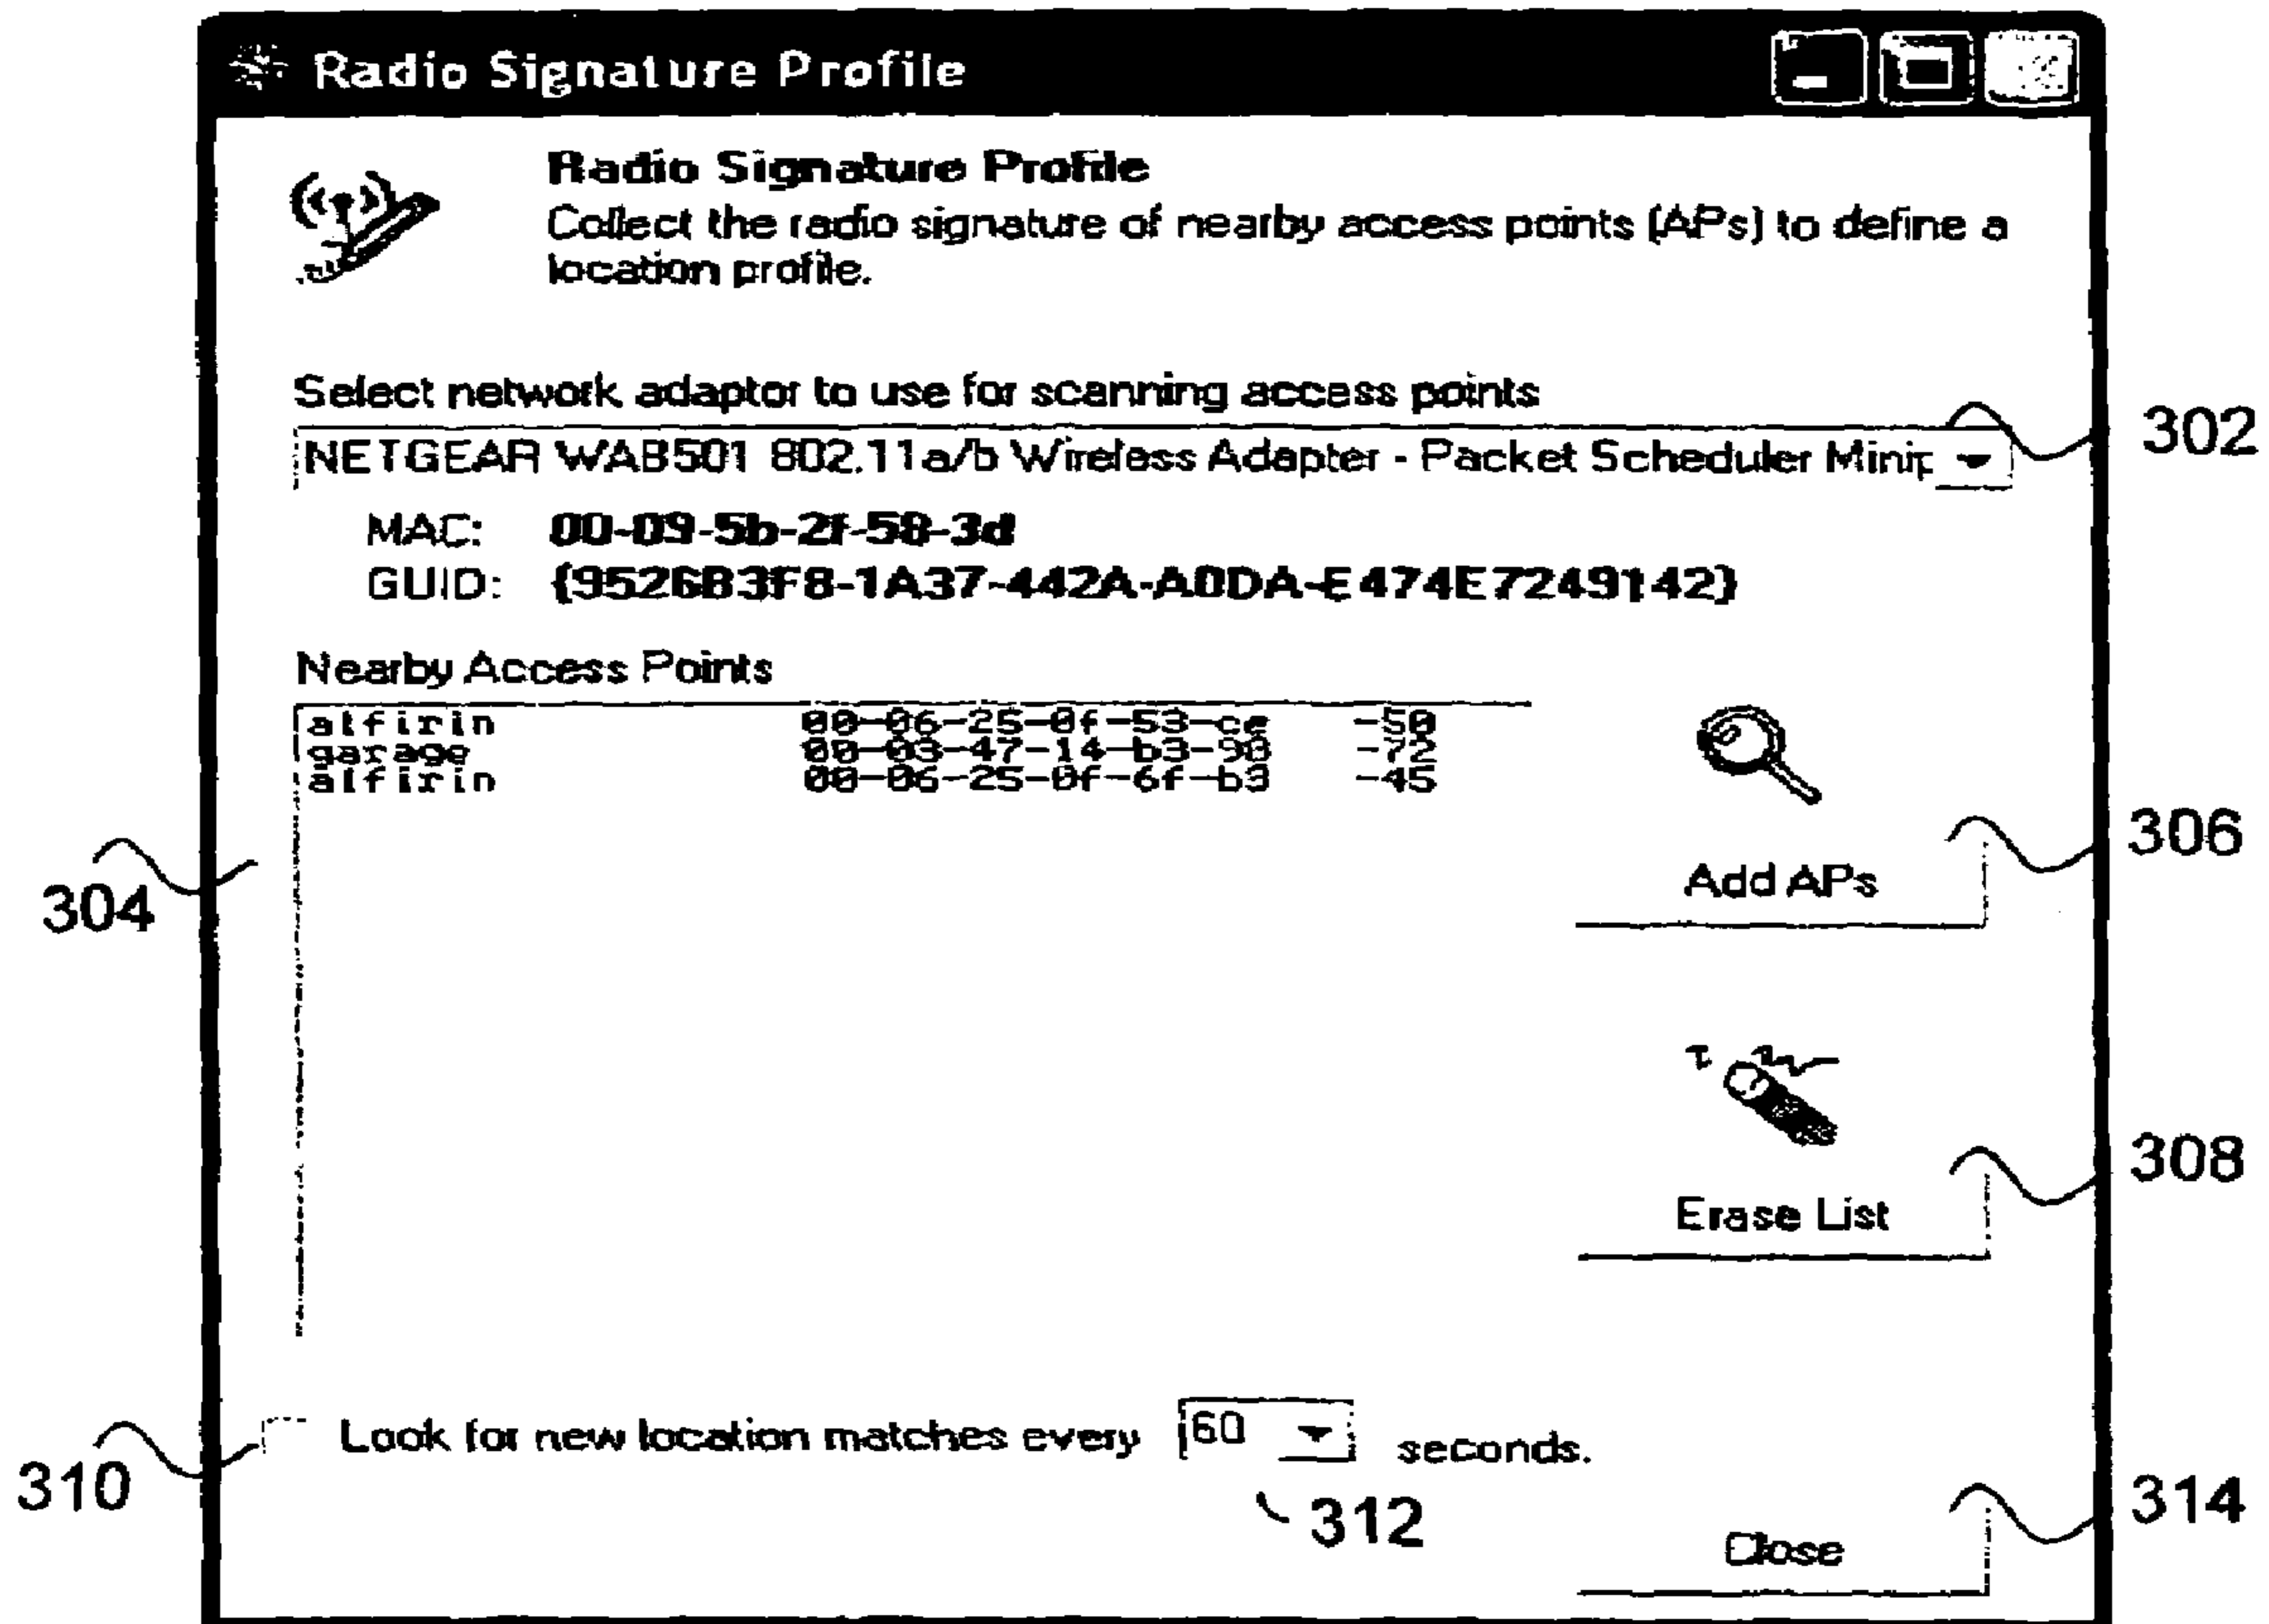 Radio Signature Profile
Radio Signature Profile
Collect the radio signature of nearby access points (APs) to define a
location profile.
Select network adaptor to use for scanning access points
302
NETGEAR WAB501 802.11a/b Wireless Adapter - Packet Scheduler Minip
MAC: 00-09-5b-2f-58-3d
GUID: {9526B3F8-1A37-442A-A0DA-E474E7249142}
Nearby Access Points
alfirin 00-06-25-0f-53-ce -50
garage 00-03-47-14-b3-90 -72
alfirin 00-06-25-0f-6f-b3 -45
306
Add APs
304
308
Erase List
Look for new location matches every 60 seconds.
310
312
314
Close